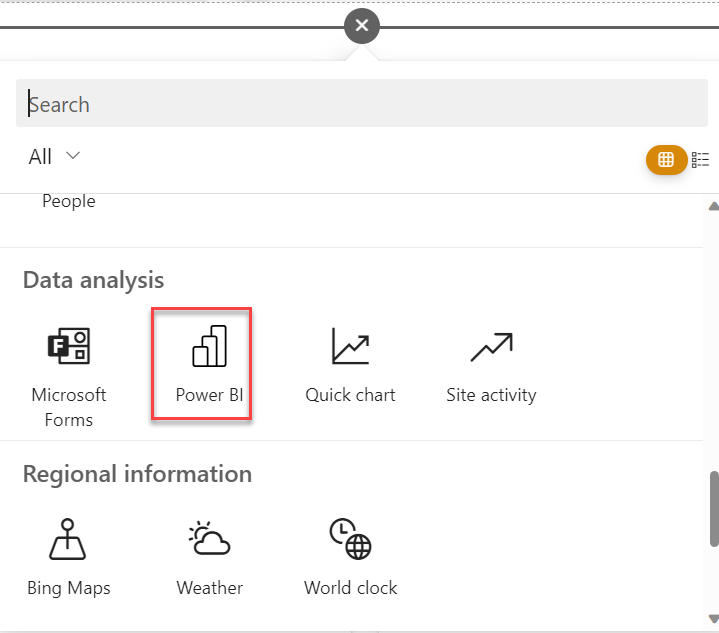 Search
All
People
Data analysis
Microsoft
Forms
Power BI
Quick chart
Site activity
Regional information
Bing Maps
Weather
World clock